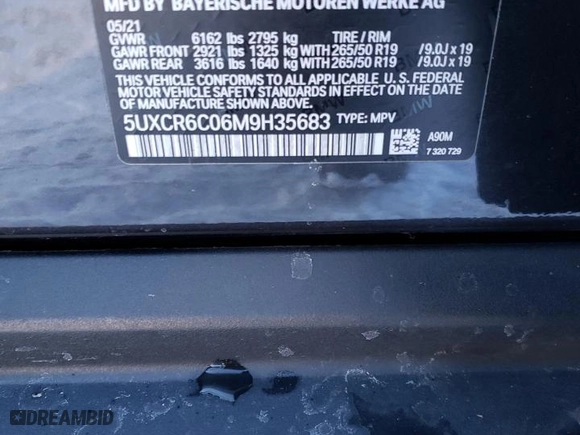 MFD BY BAYERISCHE MOTOREN WERKE AG
05/21
GVWR 6162 lbs 2795 kg TIRE / RIM
GAWR FRONT 2921 lbs 1325 kg WITH 265/50 R19 /9.0J x 19
GAWR REAR 3616 lbs 1640 kg WITH 265/50 R19 /9.0J x 19
THIS VEHICLE CONFORMS TO ALL APPLICABLE U. S. FEDERAL
MOTOR VEHICLE SAFETY STANDARDS IN EFFECT ON THE DATE
OF MANUFACTURE SHOWN ABOVE.
5UXCR6C06M9H35683 TYPE: MPV
A90M
7 320 729
DREAMBID